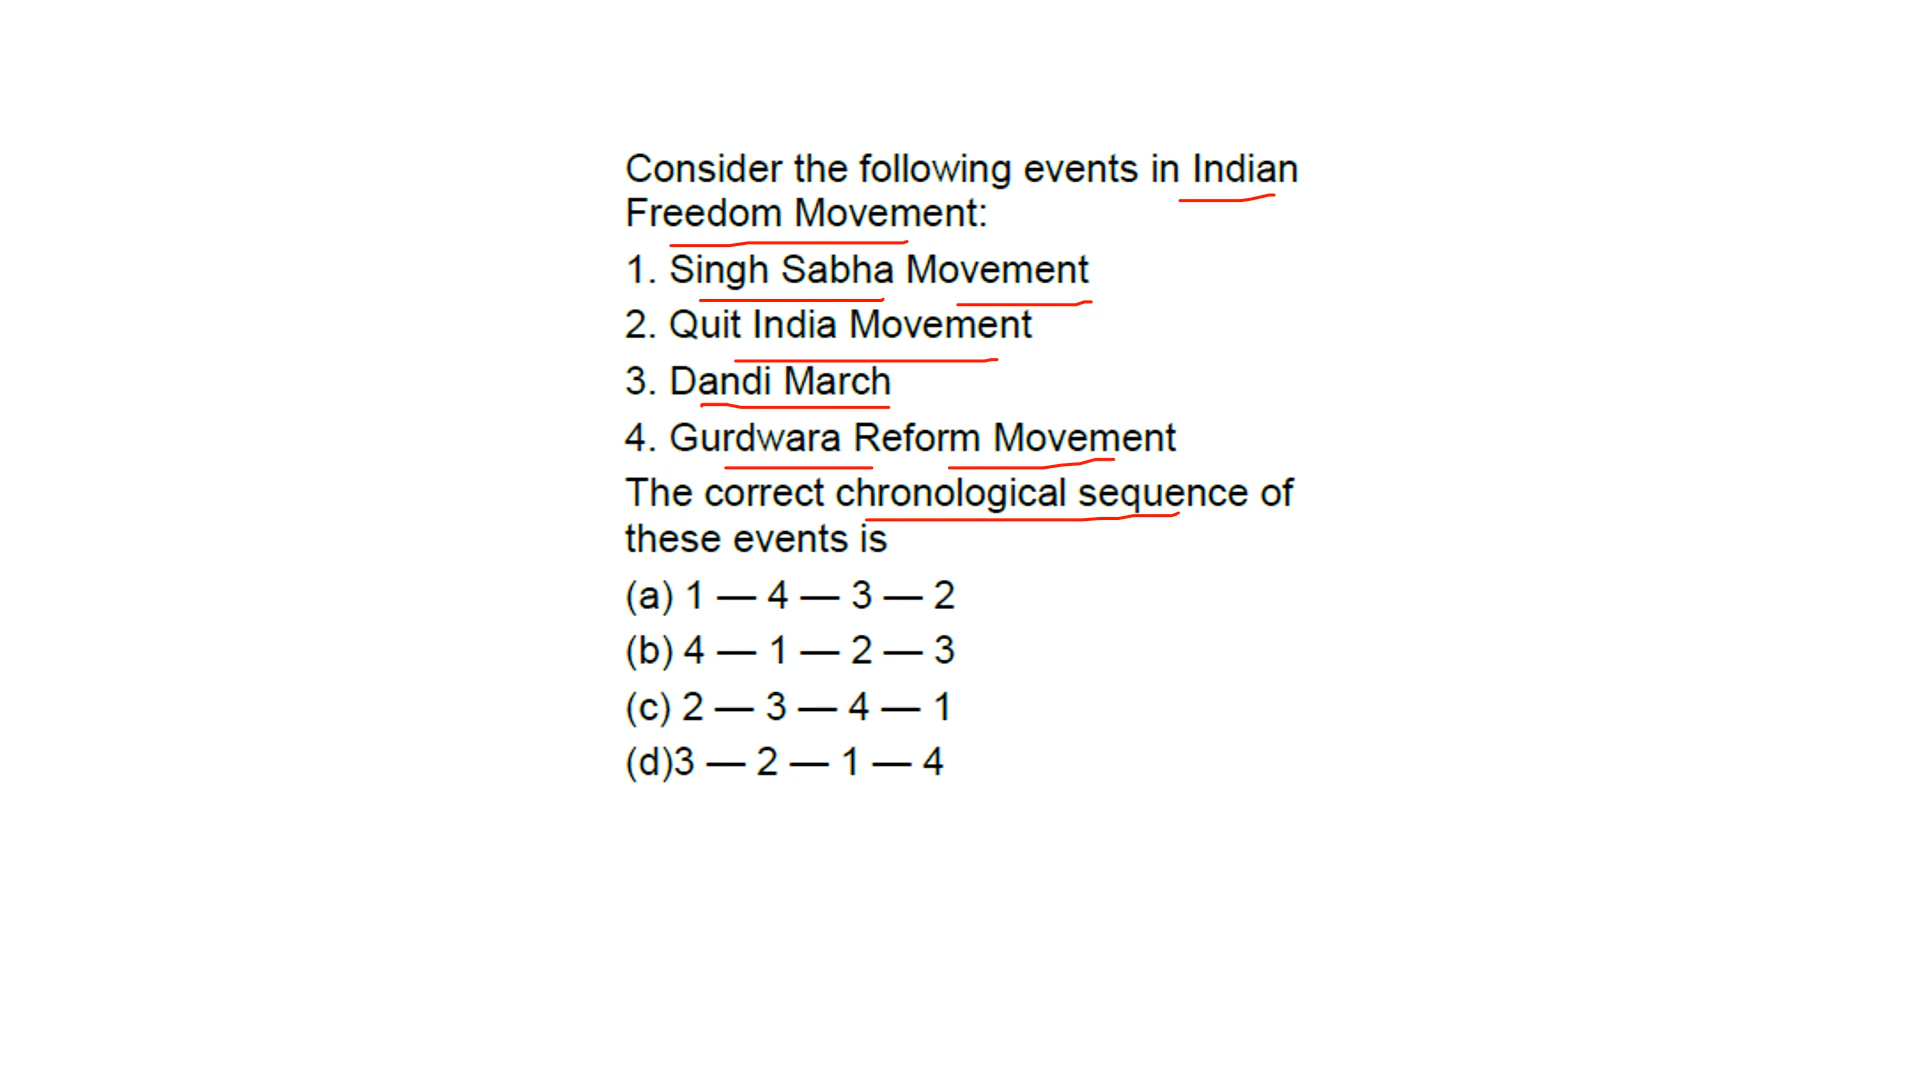 Consider the following events in Indian
Freedom Movement:
1. Singh Sabha Movement
2. Quit India Movement
3. Dandi March
4. Gurdwara Reform Movement
The correct chronological sequence of
these events is
(a) 1 — 4 — 3 — 2
(b) 4 — 1 — 2 — 3
(c) 2 — 3 — 4 — 1
(d)3 — 2 — 1 — 4